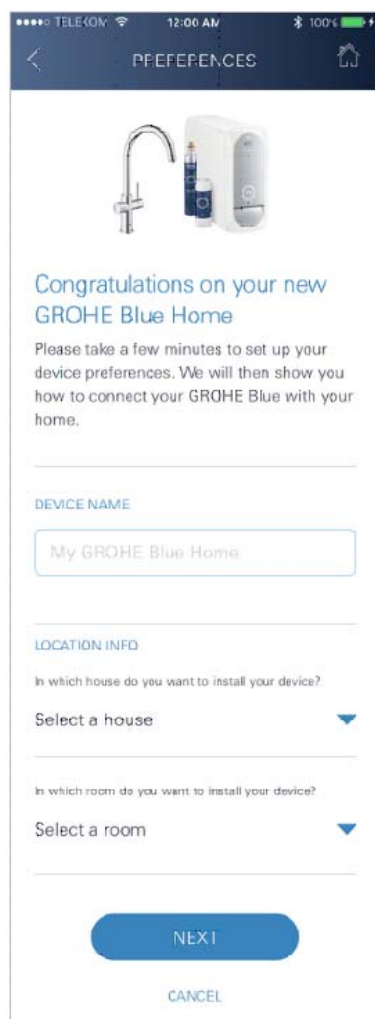 TELEKOM 12:00 AM 100%
PREFERENCES
Congratulations on your new
GROHE Blue Home
Please take a few minutes to set up your
device preferences. We will then show you
how to connect your GROHE Blue with your
home.
DEVICE NAME
My GROHE Blue Home
LOCATION INFO
In which house do you want to install your device?
Select a house
In which room do you want to install your device?
Select a room
NEXT
CANCEL